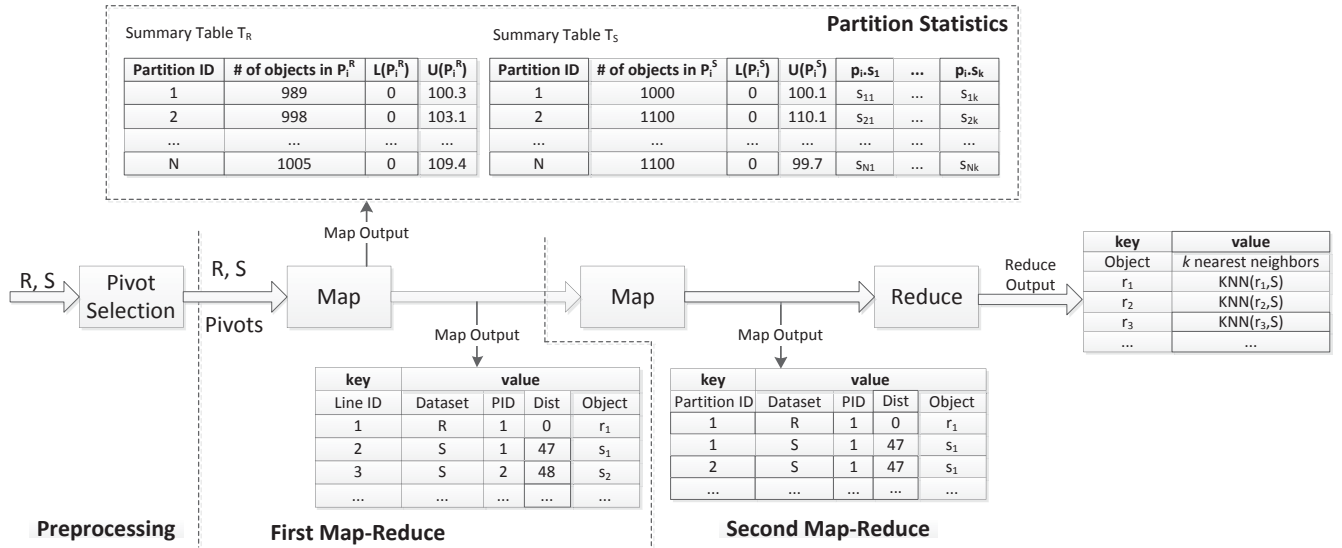 Partition Statistics
Summary Table T_R
Partition ID # of objects in P_i^R L(P_i^R) U(P_i^R)
1 989 0 100.3
2 998 0 103.1
... ... ... ...
N 1005 0 109.4
Summary Table T_S
Partition ID # of objects in P_i^S L(P_i^S) U(P_i^S) p_i.s_1 ... p_i.s_k
1 1000 0 100.1 s_11 ... s_1k
2 1100 0 110.1 s_21 ... s_2k
... ... ... ... ... ... ...
N 1100 0 99.7 s_N1 ... s_Nk
Map Output
R, S
Pivot
Selection
R, S
Pivots
Map
Map Output
Map
Map Output
Reduce
Reduce
Output
key value
Object k nearest neighbors
r_1 KNN(r_1,S)
r_2 KNN(r_2,S)
r_3 KNN(r_3,S)
... ...
key value
Line ID Dataset PID Dist Object
1 R 1 0 r_1
2 S 1 47 s_1
3 S 2 48 s_2
... ... ... ... ...
key value
Partition ID Dataset PID Dist Object
1 R 1 0 r_1
1 S 1 47 s_1
2 S 1 47 s_1
... ... ... ... ...
Preprocessing
First Map-Reduce
Second Map-Reduce